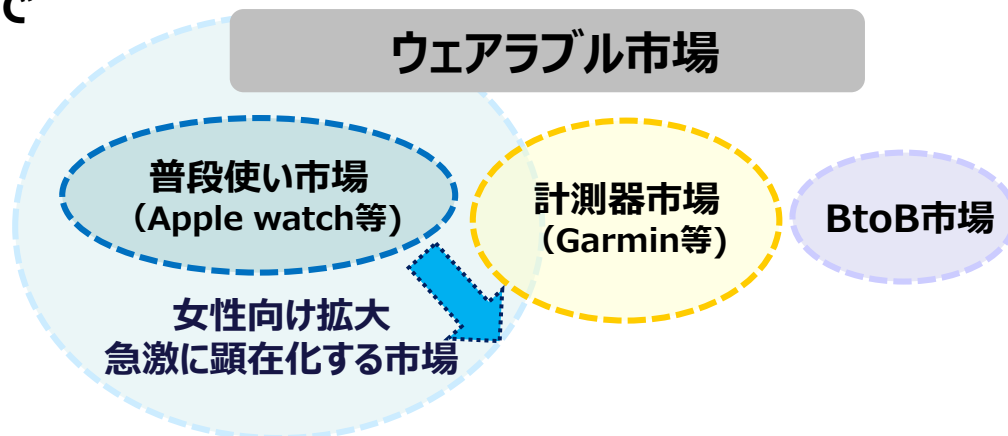 ウェアラブル市場
普段使い市場
（Apple watch等)
計測器市場
（Garmin等)
BtoB市場
女性向け拡大
急激に顕在化する市場